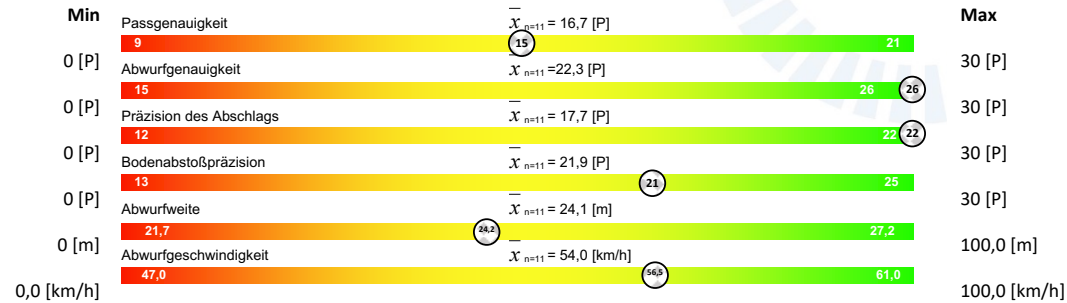 Min Max
Passgenauigkeit x̄ n=11 = 16,7 [P]
9 15 21
0 [P] 30 [P]
Abwurfgenauigkeit x̄ n=11 =22,3 [P]
15 26 26
0 [P] 30 [P]
Präzision des Abschlags x̄ n=11 = 17,7 [P]
12 22 22
0 [P] 30 [P]
Bodenabstoßpräzision x̄ n=11 = 21,9 [P]
13 21 25
0 [P] 30 [P]
Abwurfweite x̄ n=11 = 24,1 [m]
21,7 24,2 27,2
0 [m] 100,0 [m]
Abwurfgeschwindigkeit x̄ n=11 = 54,0 [km/h]
47,0 56,5 61,0
0,0 [km/h] 100,0 [km/h]